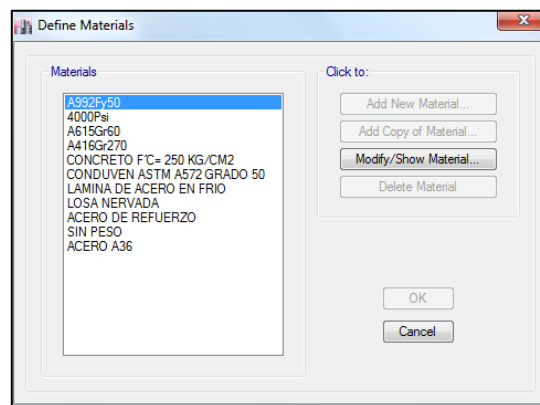 Define Materials
Materials
A992Fy50
4000Psi
A615Gr60
A416Gr270
CONCRETO F'C= 250 KG/CM2
CONDUVEN ASTM A572 GRADO 50
LAMINA DE ACERO EN FRIO
LOSA NERVADA
ACERO DE REFUERZO
SIN PESO
ACERO A36
Click to:
Add New Material...
Add Copy of Material...
Modify/Show Material...
Delete Material
OK
Cancel